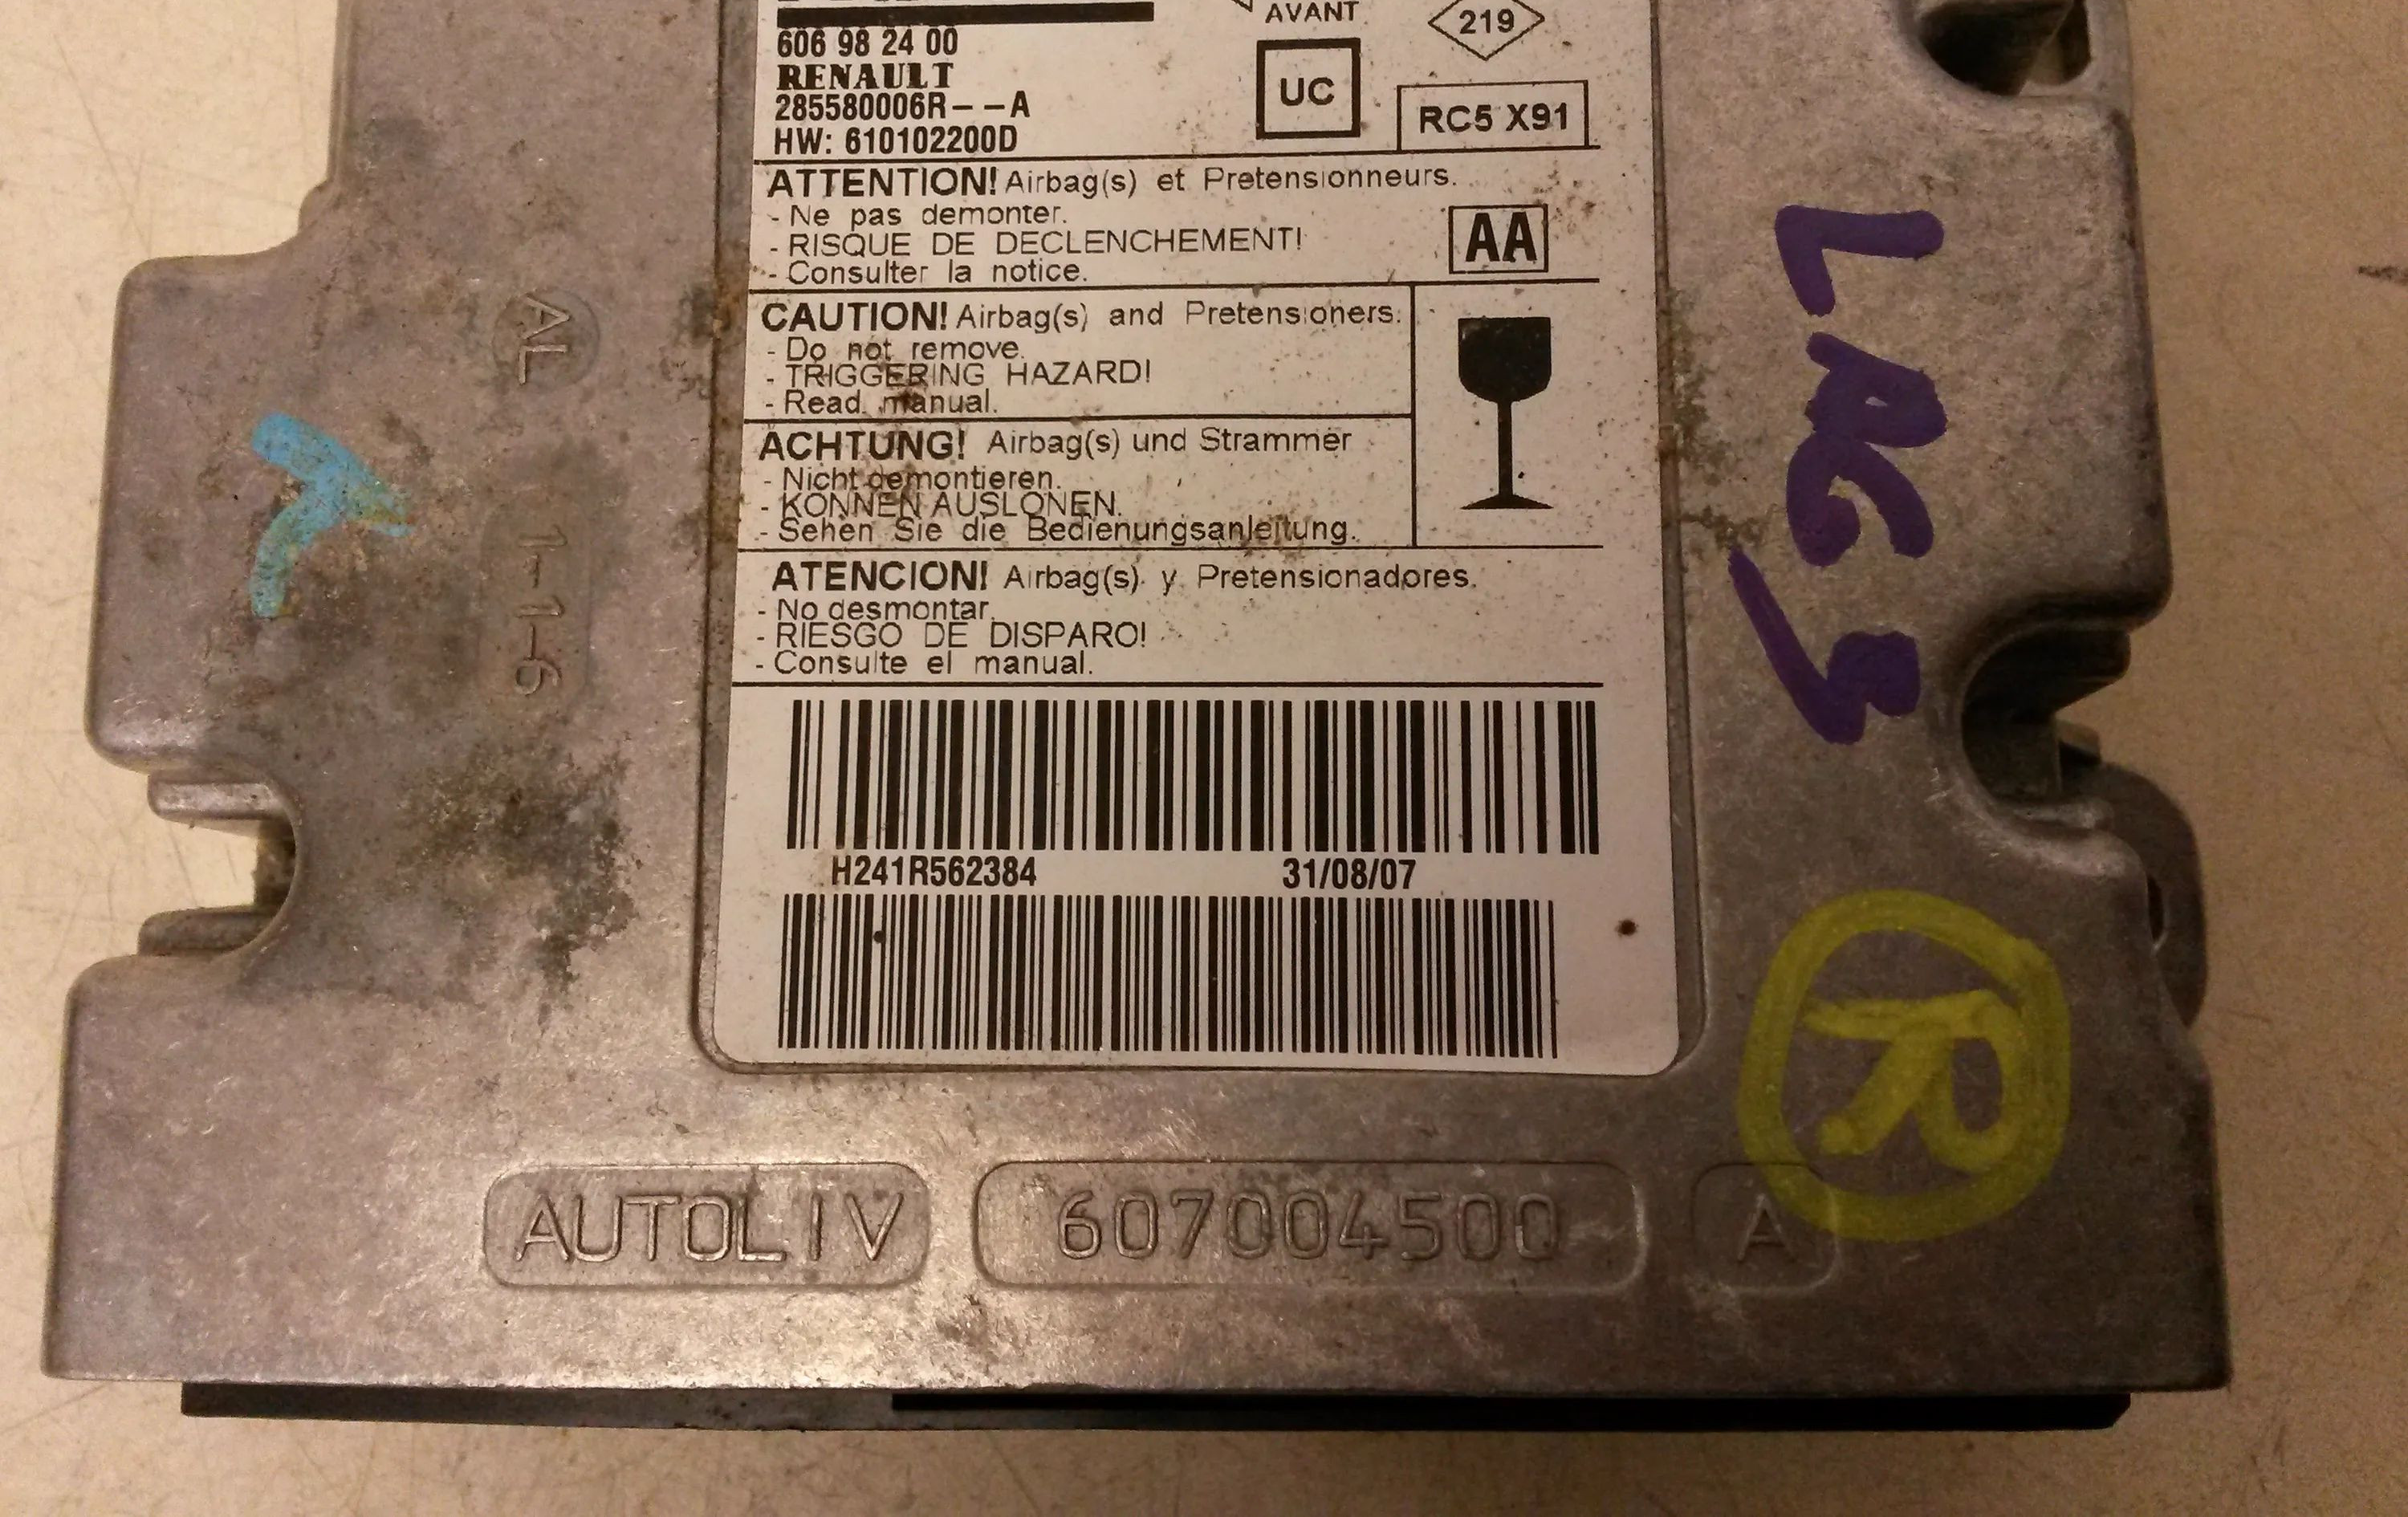 AVANT
219
606 98 24 00
RENAULT
285580006R--A
HW: 610102200D
UC
RC5 X91
ATTENTION! Airbag(s) et Pretensionneurs.
- Ne pas demonter.
- RISQUE DE DECLENCHEMENT!
- Consulter la notice.
AA
CAUTION! Airbag(s) and Pretensioners.
- Do not remove.
- TRIGGERING HAZARD!
- Read manual.
ACHTUNG! Airbag(s) und Strammer
- Nicht demontieren.
- KONNEN AUSLONEN.
- Sehen Sie die Bedienungsanleitung.
ATENCION! Airbag(s) y Pretensionadores.
- No desmontar.
- RIESGO DE DISPARO!
- Consulte el manual.
H241R562384 31/08/07
AL
1-1-6
LAG 3
R
AUTOLIV 607004500 A